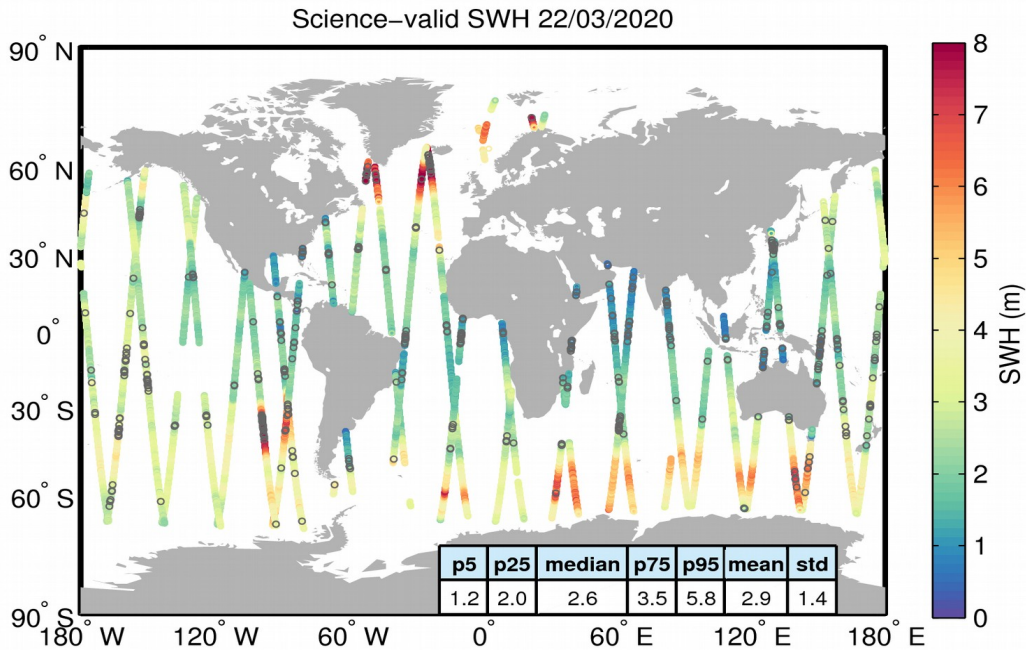 Science−valid SWH 22/03/2020
90° N
60° N
30° N
0°
30° S
60° S
90° S
180° W
120° W
60° W
0°
60° E
120° E
180° E
p5 p25 median p75 p95 mean std
1.2 2.0 2.6 3.5 5.8 2.9 1.4
8
7
6
5
4
3
2
1
0
SWH (m)